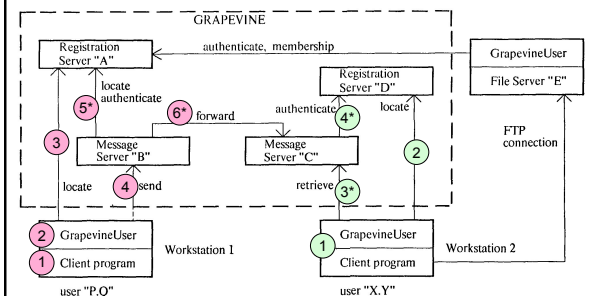 GRAPEVINE
Registration
Server "A"
authenticate, membership
GrapevineUser
File Server "E"
Registration
Server "D"
locate
authenticate
5*
6*
forward
authenticate
4*
locate
FTP
connection
3
Message
Server "B"
Message
Server "C"
2
locate
4
send
retrieve
3*
2
GrapevineUser
1
Client program
Workstation 1
1
GrapevineUser
Client program
Workstation 2
user "P.Q"
user "X.Y"